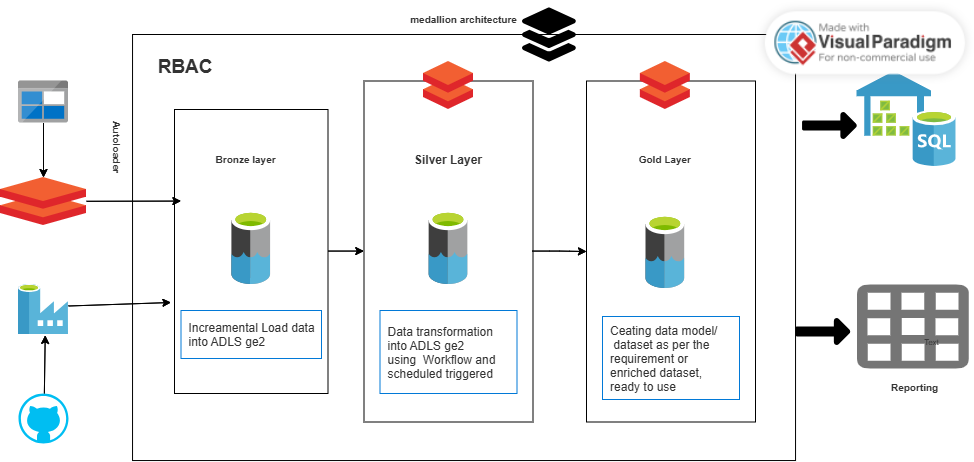 medallion architecture
Made with
Visual Paradigm
For non-commercial use
RBAC
Autoloader
Bronze layer
Silver Layer
Gold Layer
SQL
Increamental Load data
into ADLS ge2
Data transformation
into ADLS ge2
using Workflow and
scheduled triggered
Ceating data model/
dataset as per the
requirement or
enriched dataset,
ready to use
Text
Reporting